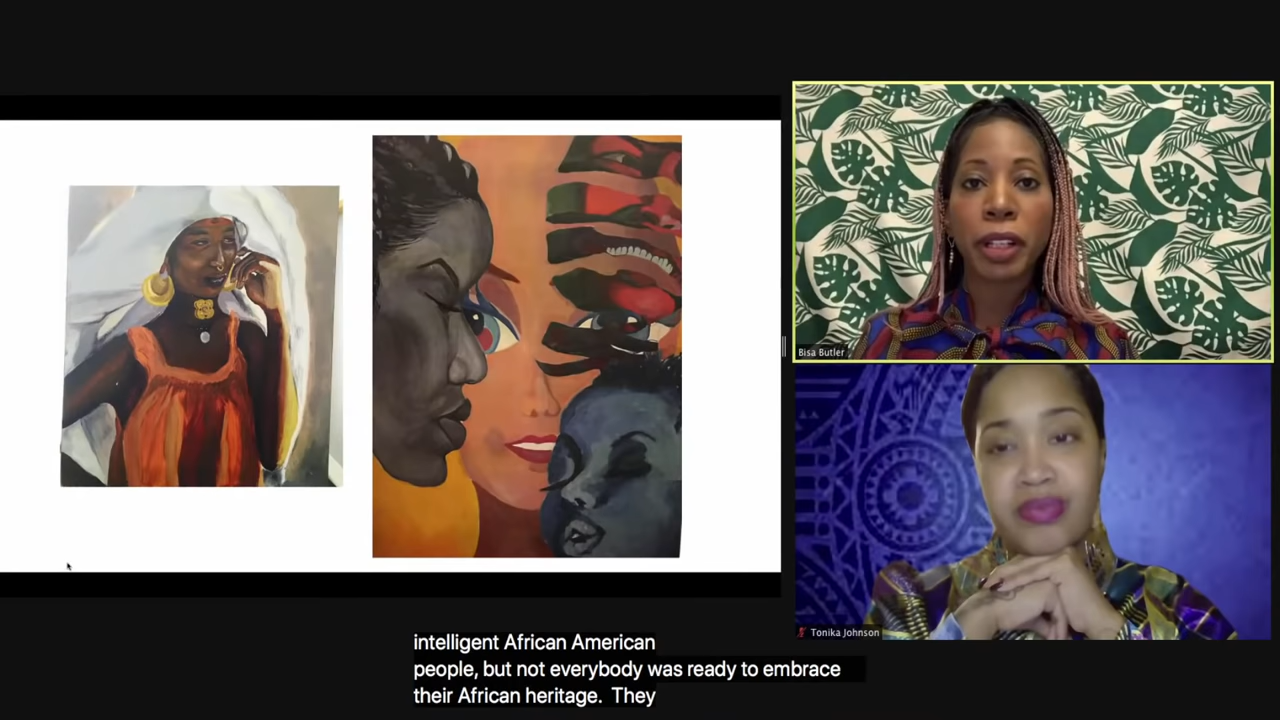 Bisa Butler
Tonika Johnson
intelligent African American
people, but not everybody was ready to embrace
their African heritage.  They